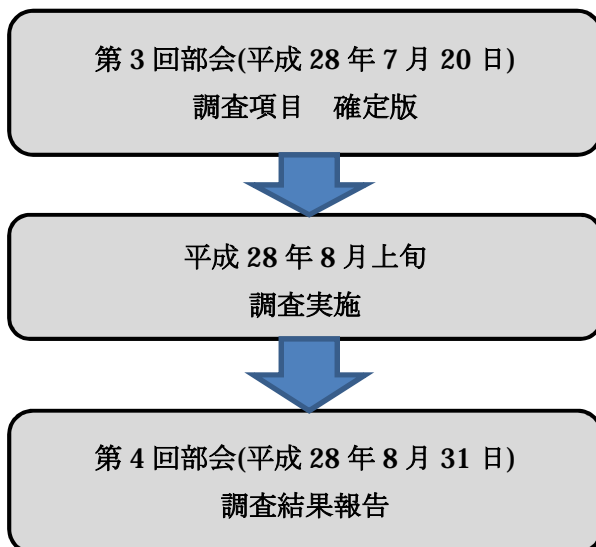 第 3 回部会(平成 28 年 7 月 20 日)
調査項目　確定版
平成 28 年 8 月上旬
調査実施
第 4 回部会(平成 28 年 8 月 31 日)
調査結果報告